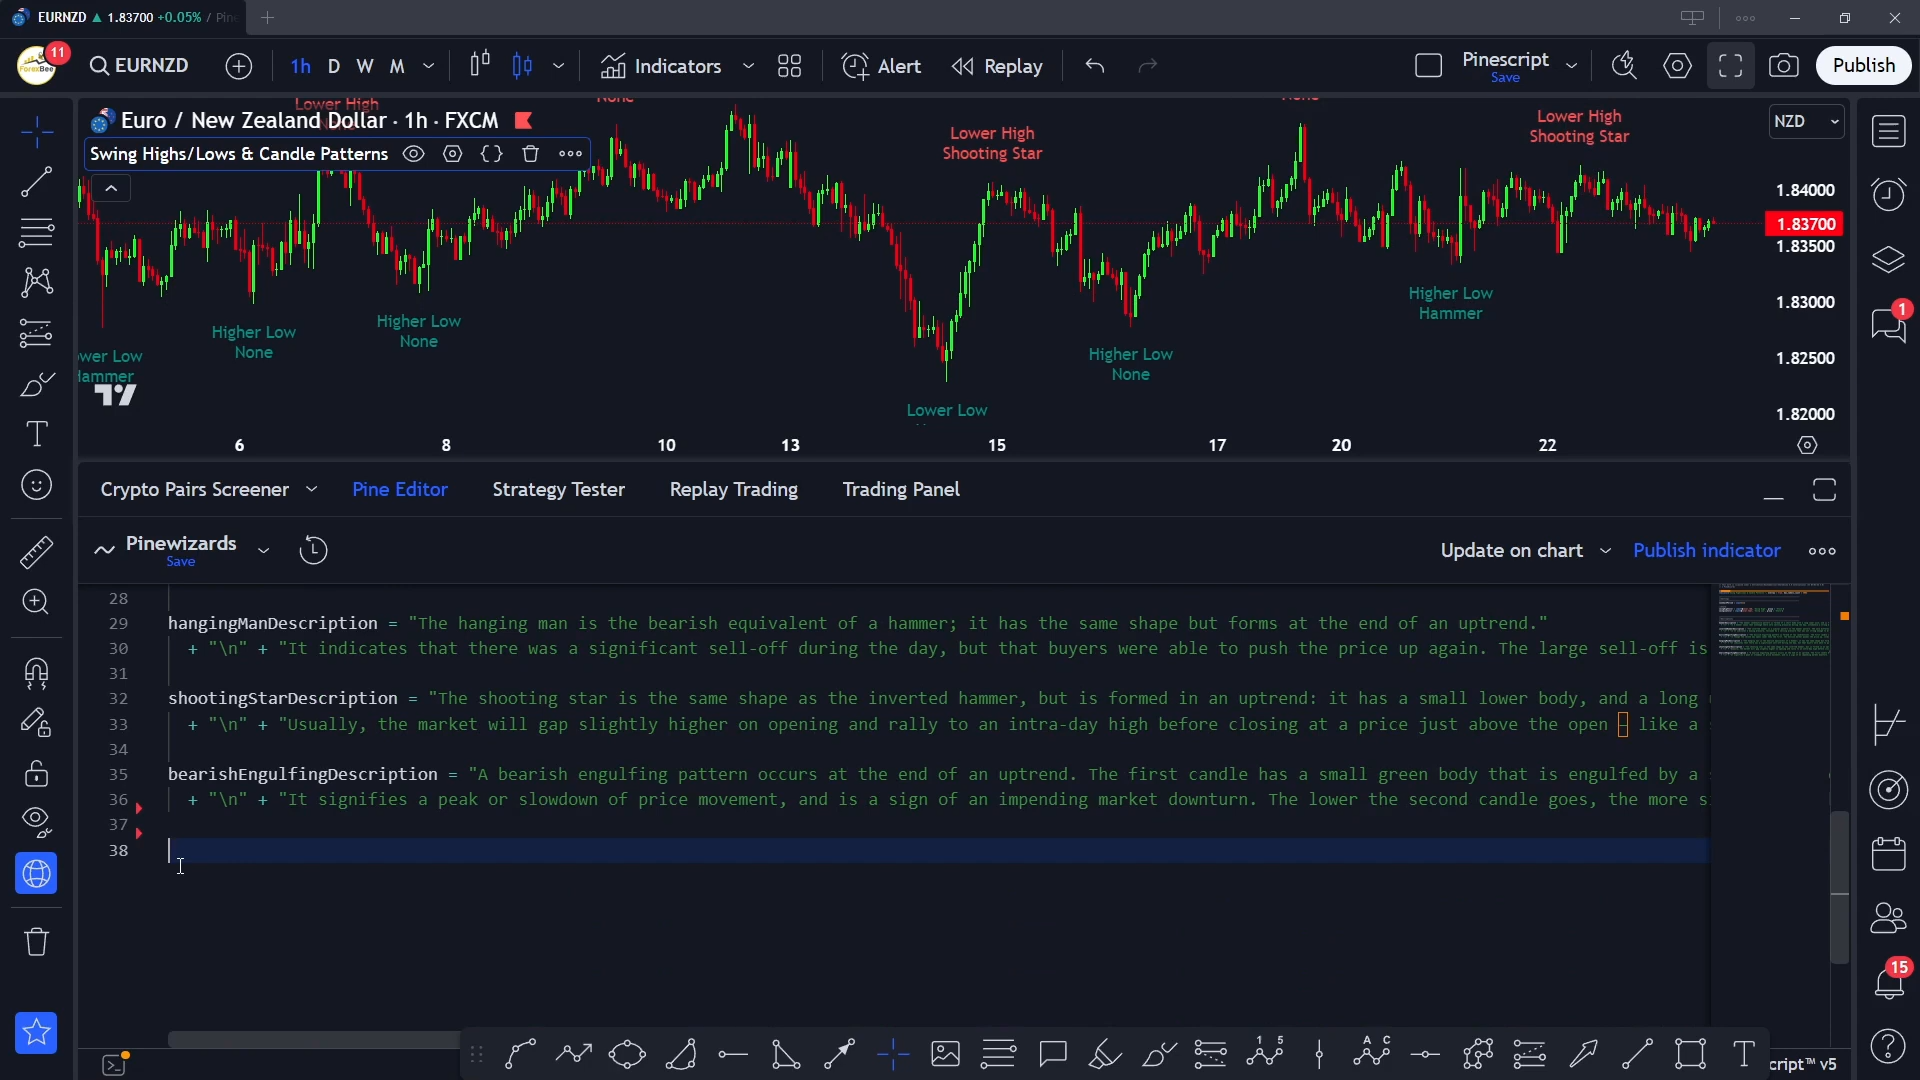 EURNZD ▲ 1.83700 +0.05% / Pin
11
EURNZD
1h D W M
Indicators
Alert
Replay
Pinescript
Save
Publish
Lower High
None
None
None
Euro / New Zealand Dollar · 1h · FXCM
Swing Highs/Lows & Candle Patterns
Lower High
Shooting Star
Lower High
Shooting Star
NZD
1.84000
1.83700
1.83500
1.83000
1.82500
1.82000
wer Low
Hammer
Higher Low
None
Higher Low
None
Lower Low
Higher Low
None
Higher Low
Hammer
6 8 10 13 15 17 20 22
1
Crypto Pairs Screener Pine Editor Strategy Tester Replay Trading Trading Panel
Pinewizards
Save
Update on chart Publish indicator
28
29 hangingManDescription = "The hanging man is the bearish equivalent of a hammer; it has the same shape but forms at the end of an uptrend."
30 + "\n" + "It indicates that there was a significant sell-off during the day, but that buyers were able to push the price up again. The large sell-off is
31
32 shootingStarDescription = "The shooting star is the same shape as the inverted hammer, but is formed in an uptrend: it has a small lower body, and a long
33 + "\n" + "Usually, the market will gap slightly higher on opening and rally to an intra-day high before closing at a price just above the open – like a
34
35 bearishEngulfingDescription = "A bearish engulfing pattern occurs at the end of an uptrend. The first candle has a small green body that is engulfed by a
36 + "\n" + "It signifies a peak or slowdown of price movement, and is a sign of an impending market downturn. The lower the second candle goes, the more s
37
38
15
cript™ v5